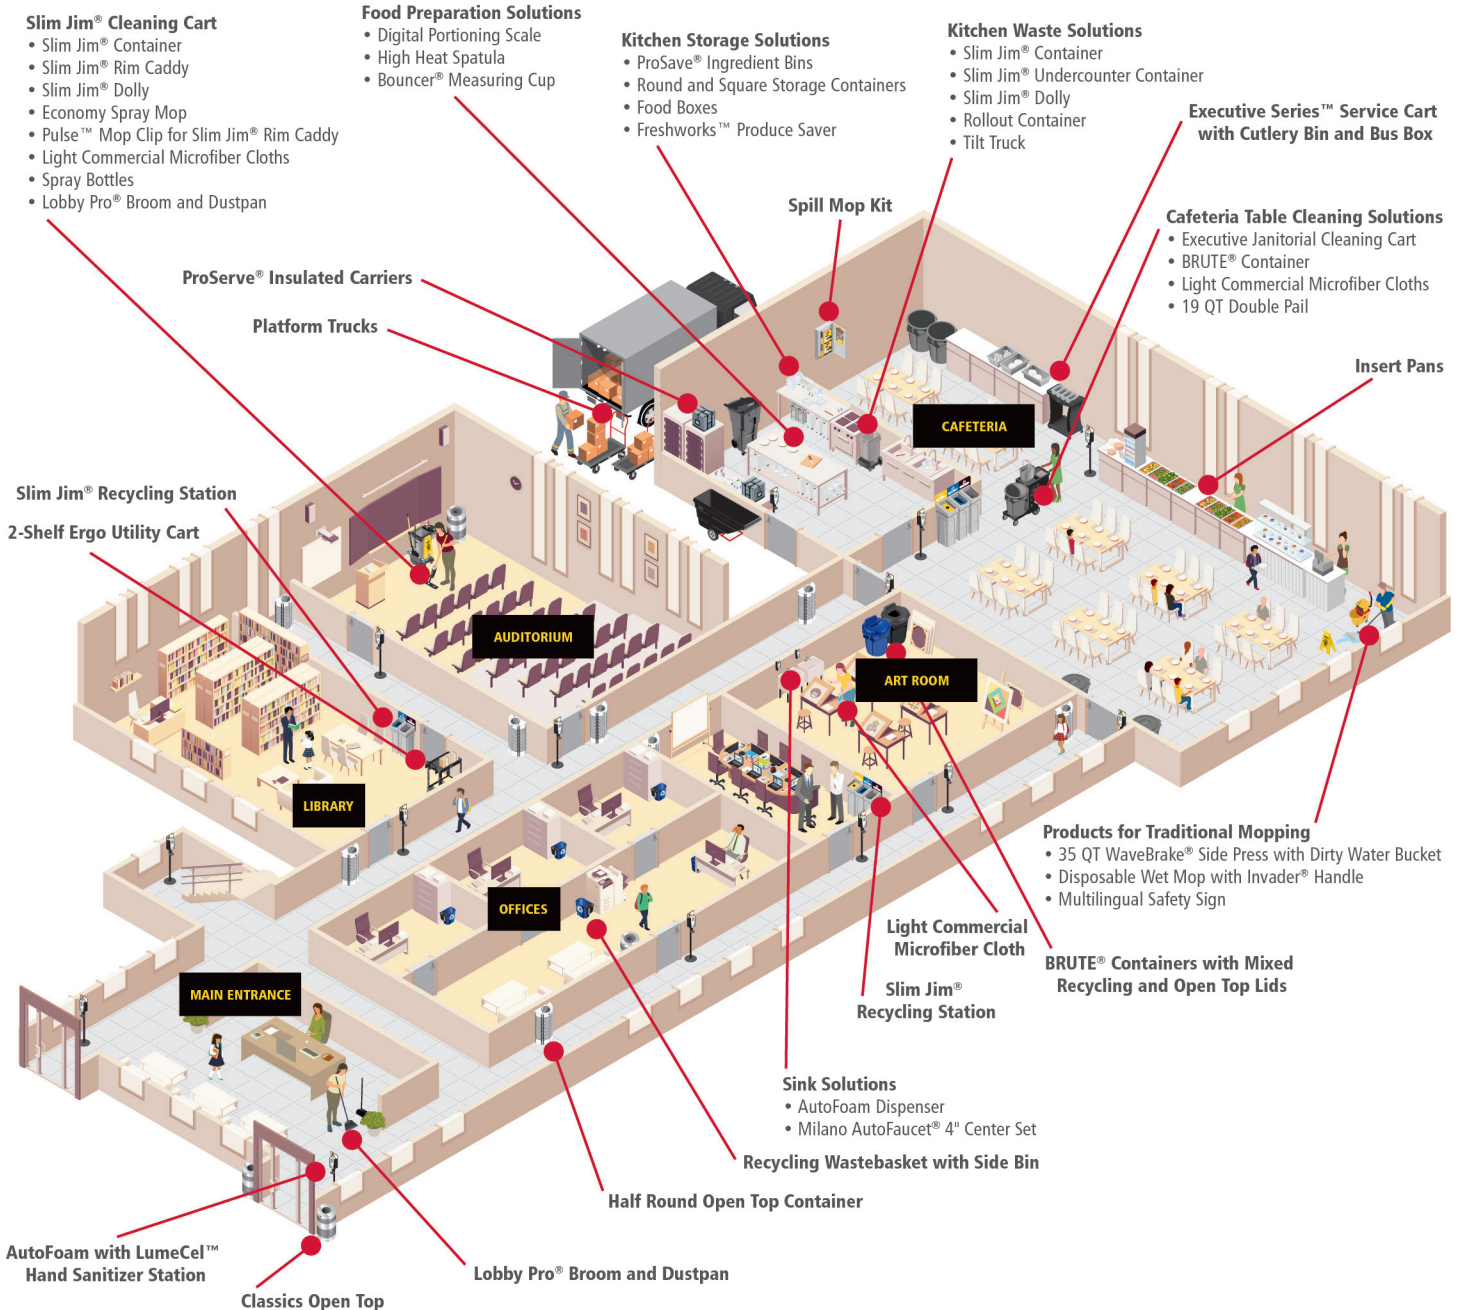 Slim Jim® Cleaning Cart
• Slim Jim® Container
• Slim Jim® Rim Caddy
• Slim Jim® Dolly
• Economy Spray Mop
• Pulse™ Mop Clip for Slim Jim® Rim Caddy
• Light Commercial Microfiber Cloths
• Spray Bottles
• Lobby Pro® Broom and Dustpan
Food Preparation Solutions
• Digital Portioning Scale
• High Heat Spatula
• Bouncer® Measuring Cup
Kitchen Storage Solutions
• ProSave® Ingredient Bins
• Round and Square Storage Containers
• Food Boxes
• Freshworks™ Produce Saver
Kitchen Waste Solutions
• Slim Jim® Container
• Slim Jim® Undercounter Container
• Slim Jim® Dolly
• Rollout Container
• Tilt Truck
Executive Series™ Service Cart
with Cutlery Bin and Bus Box
Spill Mop Kit
Cafeteria Table Cleaning Solutions
• Executive Janitorial Cleaning Cart
• BRUTE® Container
• Light Commercial Microfiber Cloths
• 19 QT Double Pail
ProServe® Insulated Carriers
Platform Trucks
Insert Pans
CAFETERIA
Slim Jim® Recycling Station
2-Shelf Ergo Utility Cart
AUDITORIUM
ART ROOM
LIBRARY
OFFICES
MAIN ENTRANCE
Products for Traditional Mopping
• 35 QT WaveBrake® Side Press with Dirty Water Bucket
• Disposable Wet Mop with Invader® Handle
• Multilingual Safety Sign
Light Commercial
Microfiber Cloth
BRUTE® Containers with Mixed
Recycling and Open Top Lids
Slim Jim®
Recycling Station
Sink Solutions
• AutoFoam Dispenser
• Milano AutoFaucet® 4" Center Set
Recycling Wastebasket with Side Bin
Half Round Open Top Container
AutoFoam with LumeCel™
Hand Sanitizer Station
Lobby Pro® Broom and Dustpan
Classics Open Top